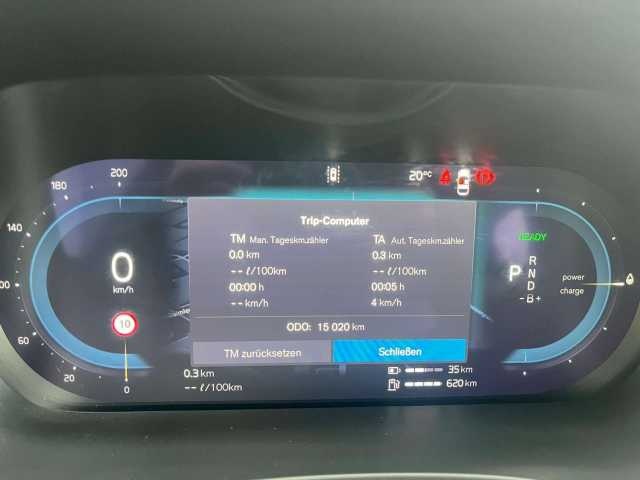 200
20°C
180
140
60
20
0
0
km/h
10
Trip-Computer
TM Man. Tageskm.zähler
TA Aut. Tageskm.zähler
0.0 km
0.3 km
-- ℓ/100km
-- ℓ/100km
00:00 h
00:05 h
-- km/h
4 km/h
ODO: 15 020 km
TM zurücksetzen
Schließen
READY
P
R
N
D
-B+
power
charge
0.3 km
-- ℓ/100km
35 km
620 km